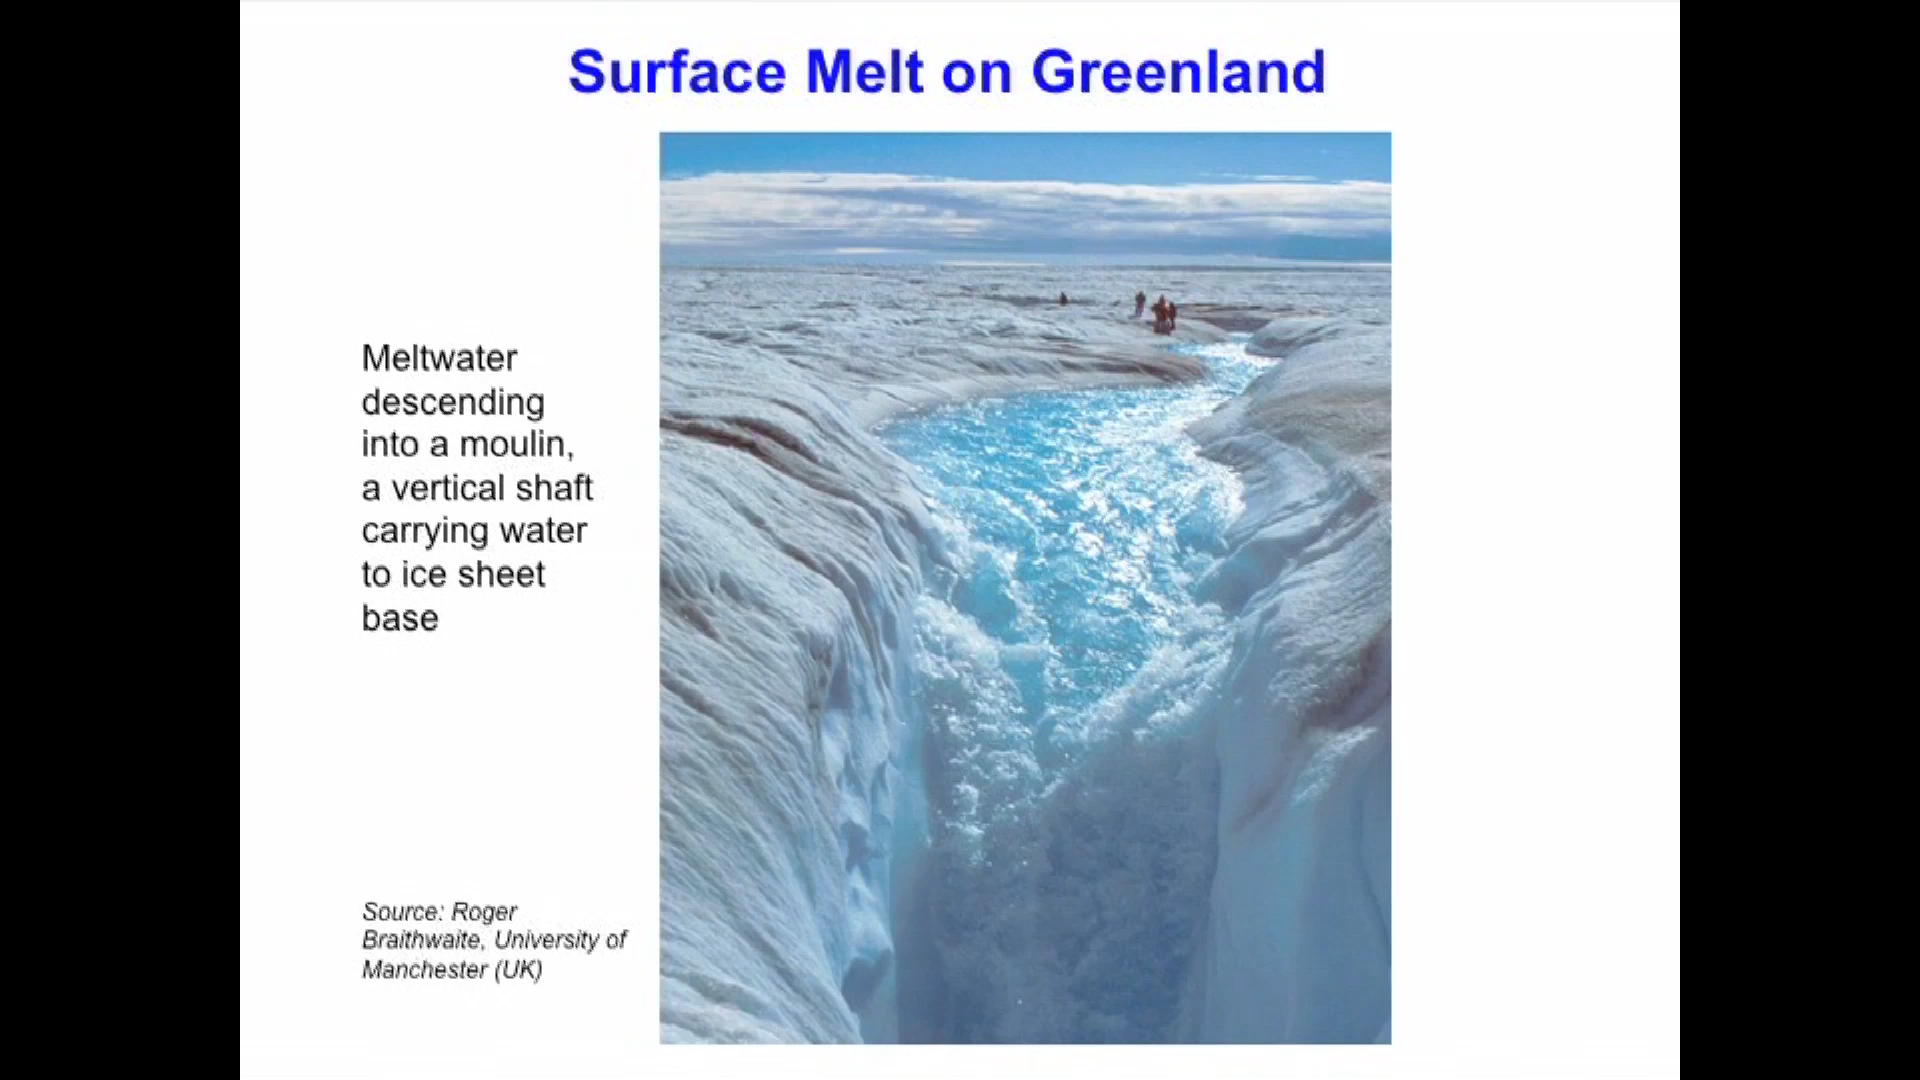 Surface Melt on Greenland
Meltwater
descending
into a moulin,
a vertical shaft
carrying water
to ice sheet
base
Source: Roger
Braithwaite, University of
Manchester (UK)